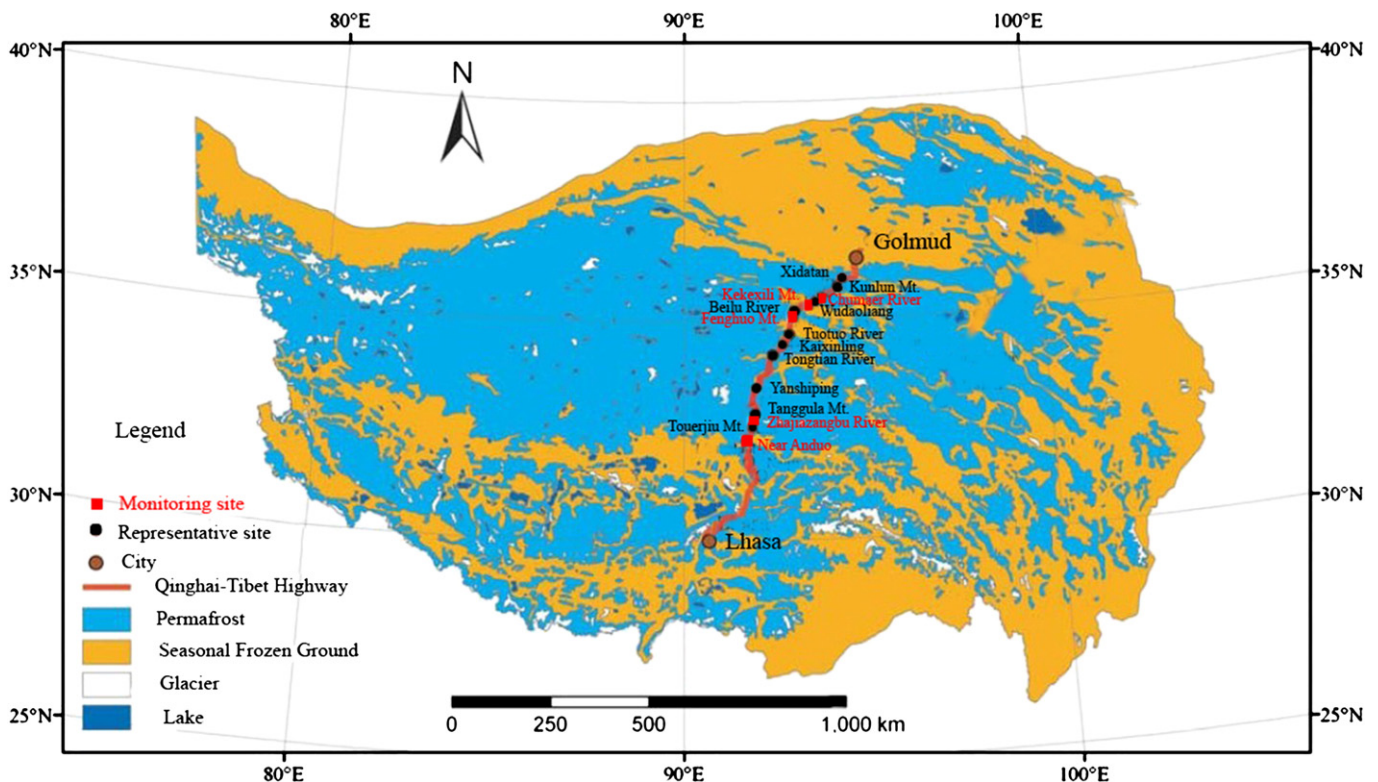 80°E
90°E
100°E
40°N
40°N
N
Golmud
35°N
35°N
Xidatan
Kunlun Mt.
Kekexili Mt.
Chumaer River
Beilu River
Wudaoliang
Fenghuo Mt.
Tuotuo River
Kaixinling
Tongtian River
Yanshiping
Tanggula Mt.
Zhajiazangbu River
Touerjiu Mt.
Near Anduo
Legend
30°N
30°N
Monitoring site
Representative site
Lhasa
City
Qinghai-Tibet Highway
Permafrost
Seasonal Frozen Ground
Glacier
Lake
0 250 500 1.000 km
25°N
25°N
80°E
90°E
100°E